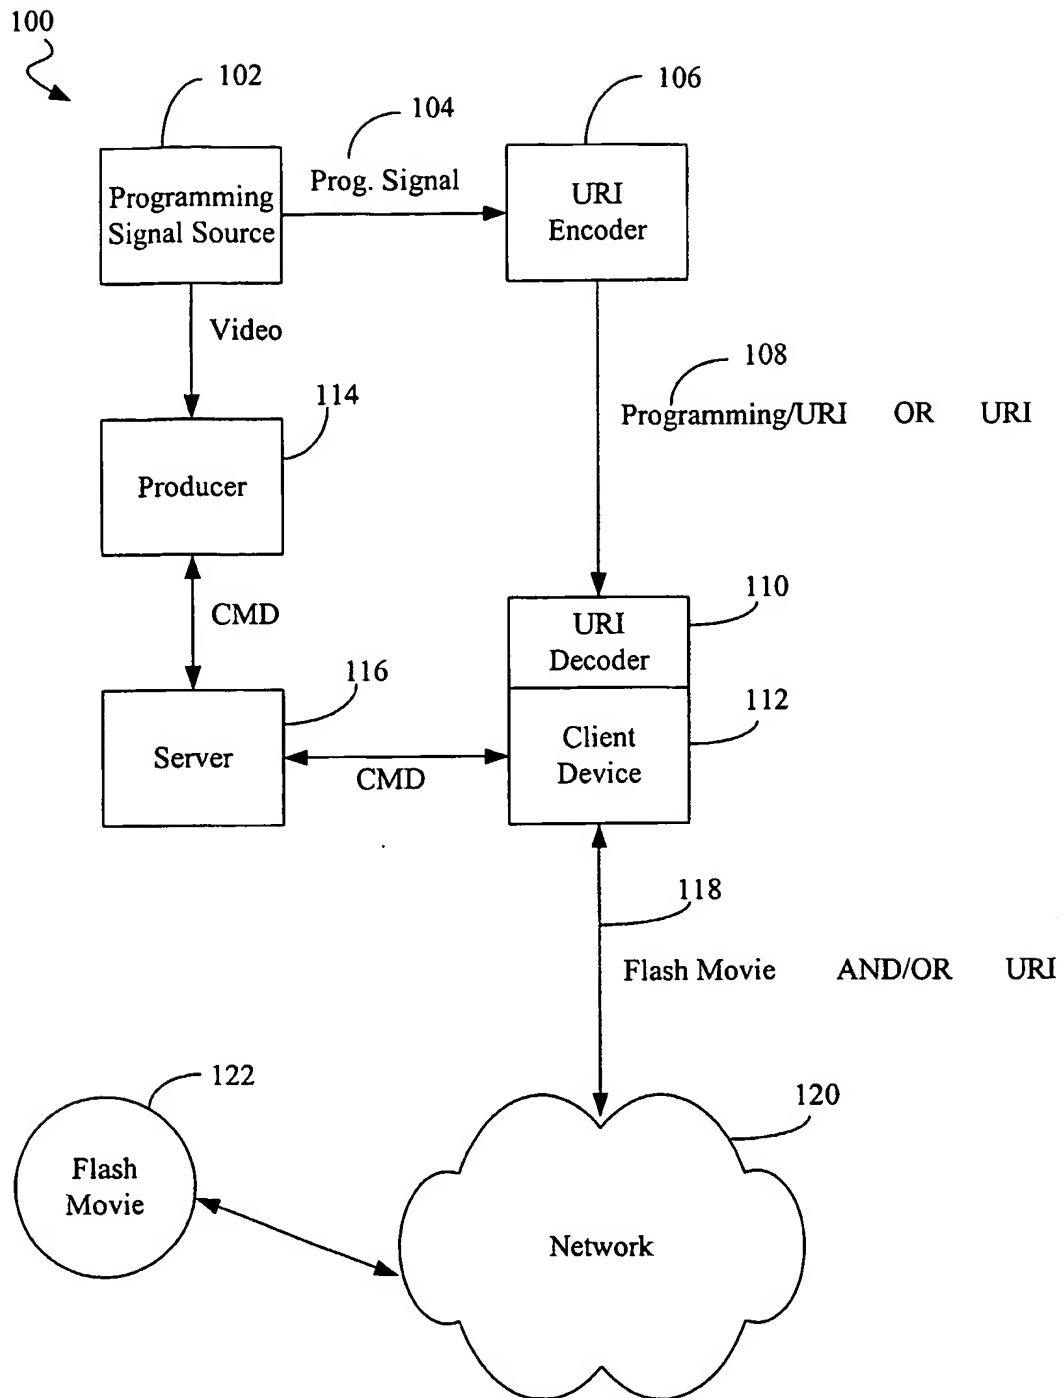 100
102
104
106
Programming
Signal Source
Prog. Signal
URI
Encoder
Video
108
Programming/URI OR URI
114
Producer
CMD
110
URI
Decoder
116
112
Server
CMD
Client
Device
118
Flash Movie AND/OR URI
122
120
Flash
Movie
Network